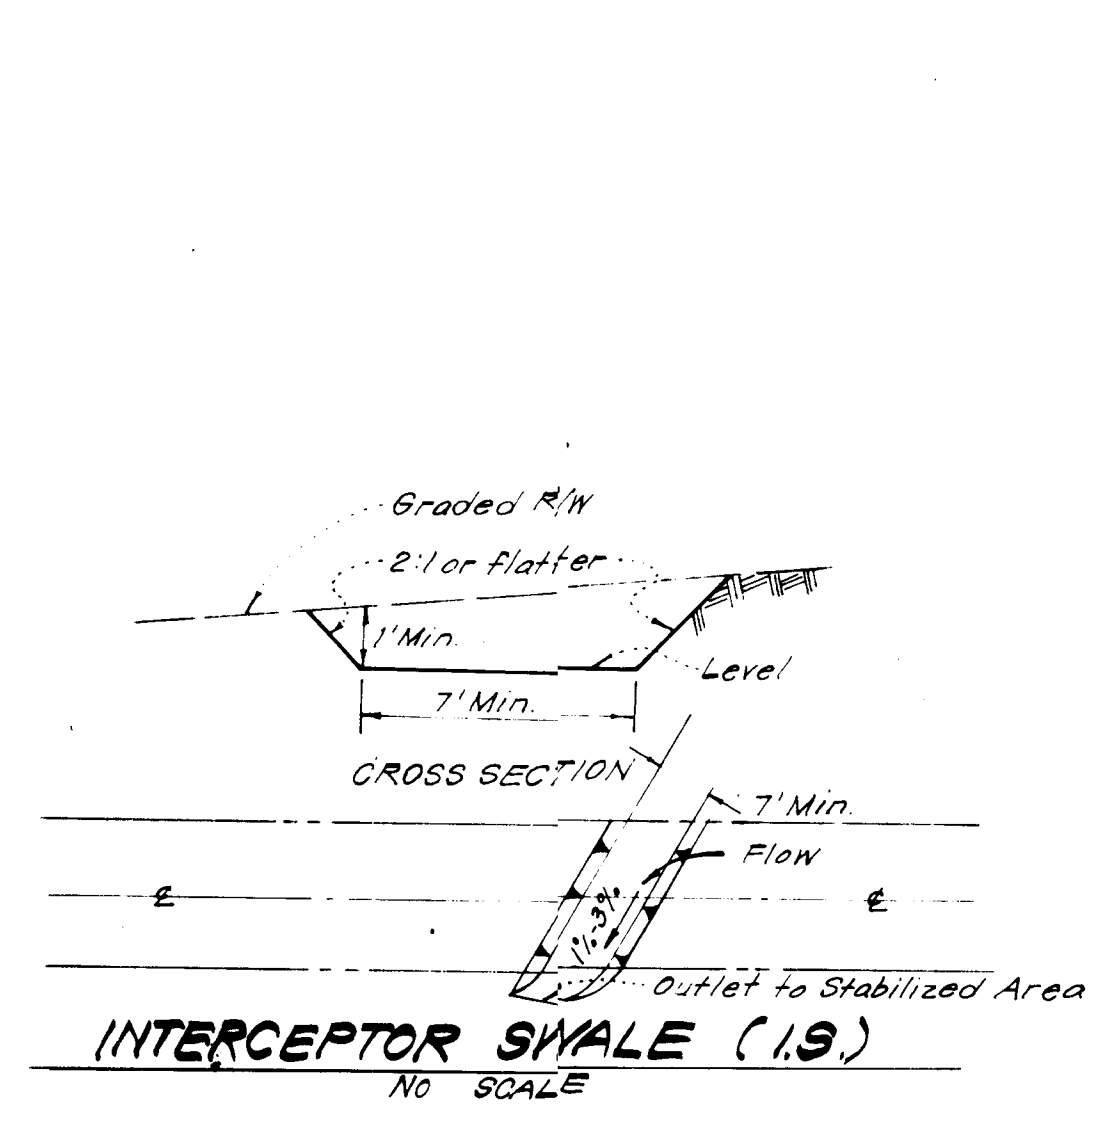 Graded R/W
2:1 or flatter
1' Min.
Level
7' Min.
CROSS SECTION
7' Min.
Flow
℄
℄
1%-3%
Outlet to Stabilized Area
INTERCEPTOR SWALE (I.S.)
NO SCALE